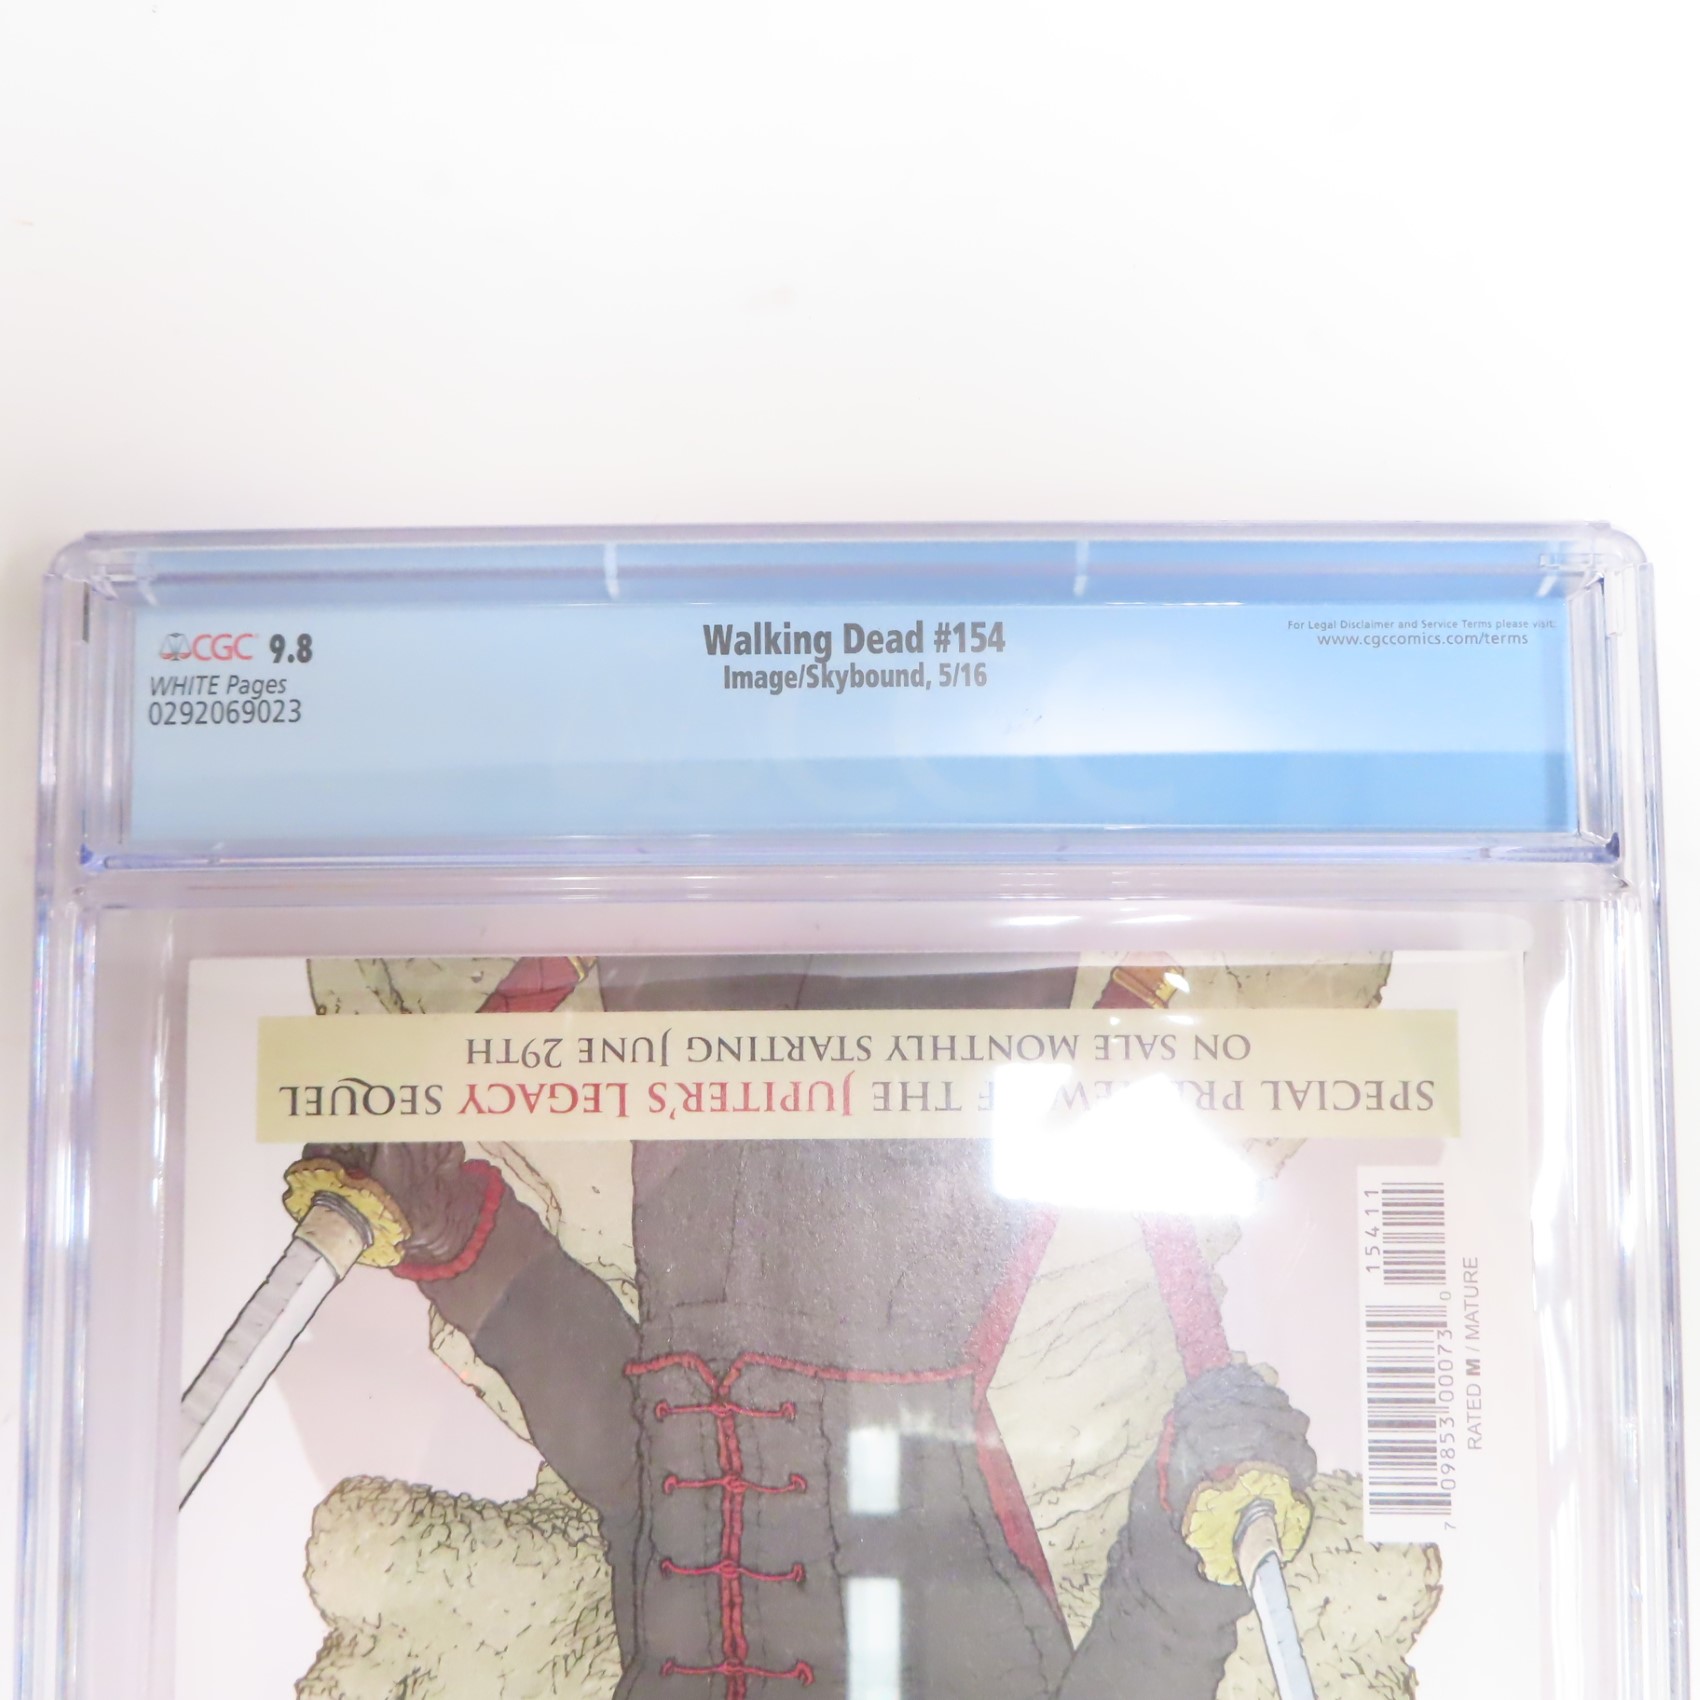 CGC 9.8
WHITE Pages
0292069023
Walking Dead #154
Image/Skybound, 5/16
For Legal Disclaimer and Service Terms please visit:
www.cgccomics.com/terms
SPECIAL THE JUPITER'S LEGACY SEQUEL
ON SALE MONTHLY STARTING JUNE 29TH
15411
7 09853 00073 0
RATED M / MATURE